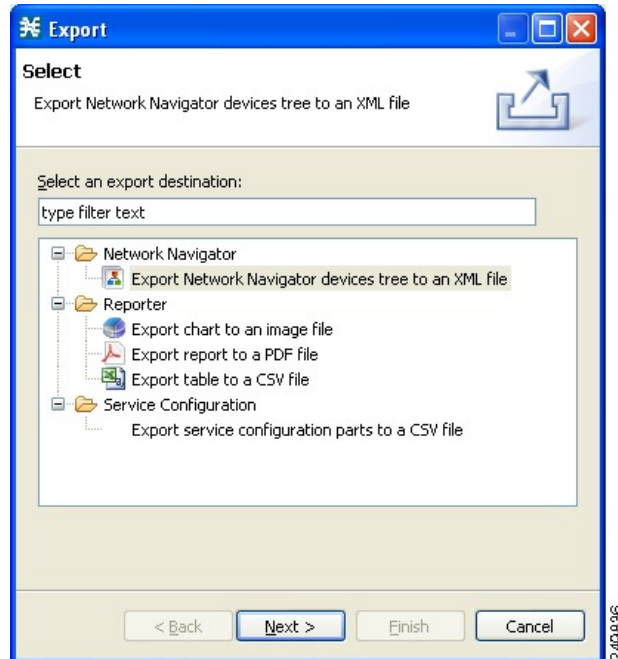 Export
Select
Export Network Navigator devices tree to an XML file
Select an export destination:
type filter text
Network Navigator
Export Network Navigator devices tree to an XML file
Reporter
Export chart to an image file
Export report to a PDF file
Export table to a CSV file
Service Configuration
Export service configuration parts to a CSV file
< Back
Next >
Finish
Cancel